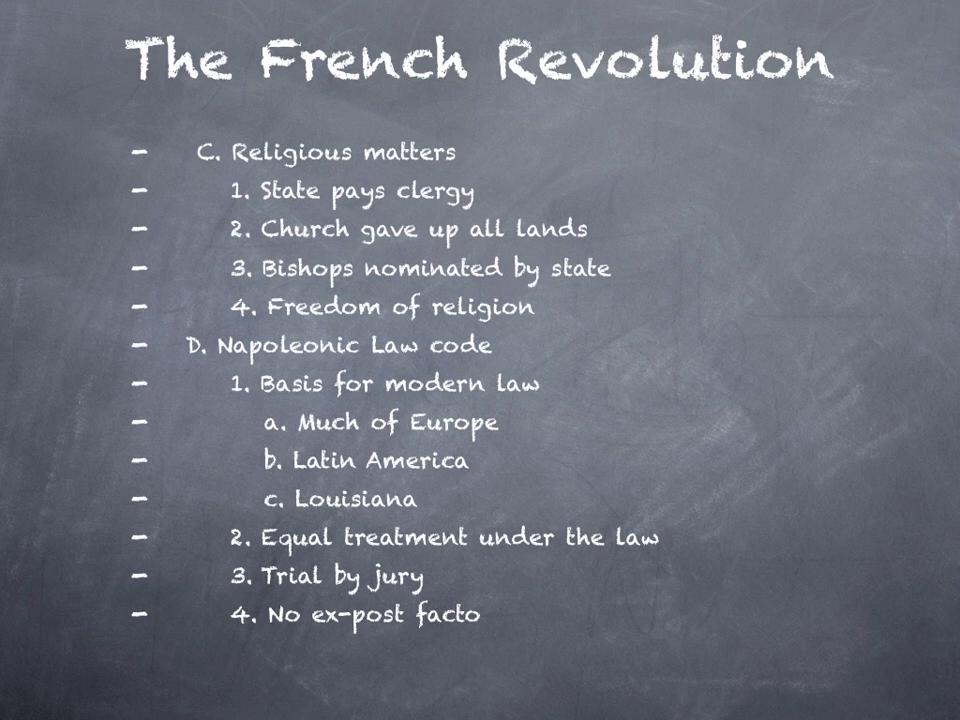 The French Revolution
- C. Religious matters
- 1. State pays clergy
- 2. Church gave up all lands
- 3. Bishops nominated by state
- 4. Freedom of religion
- D. Napoleonic Law code
- 1. Basis for modern law
- a. Much of Europe
- b. Latin America
- c. Louisiana
- 2. Equal treatment under the law
- 3. Trial by jury
- 4. No ex-post facto